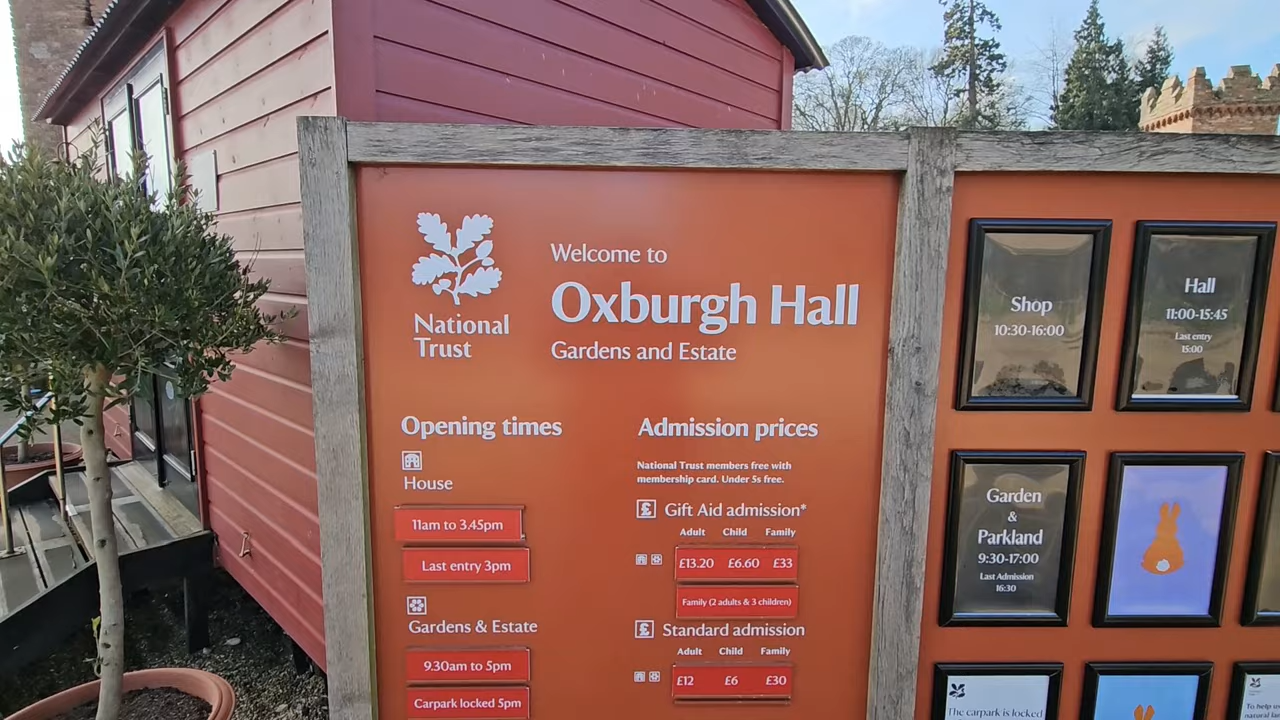 National
Trust
Welcome to
Oxburgh Hall
Gardens and Estate
Opening times
House
11am to 3.45pm
Last entry 3pm
Gardens & Estate
9.30am to 5pm
Carpark locked 5pm
Admission prices
National Trust members free with
membership card. Under 5s free.
£ Gift Aid admission*
Adult Child Family
£13.20 £6.60 £33
Family (2 adults & 3 children)
£ Standard admission
Adult Child Family
£12 £6 £30
Shop
10:30-16:00
Hall
11:00-15:45
Last entry
15:00
Garden
&
Parkland
9:30-17:00
Last Admission
16:30
The carpark is locked
To help